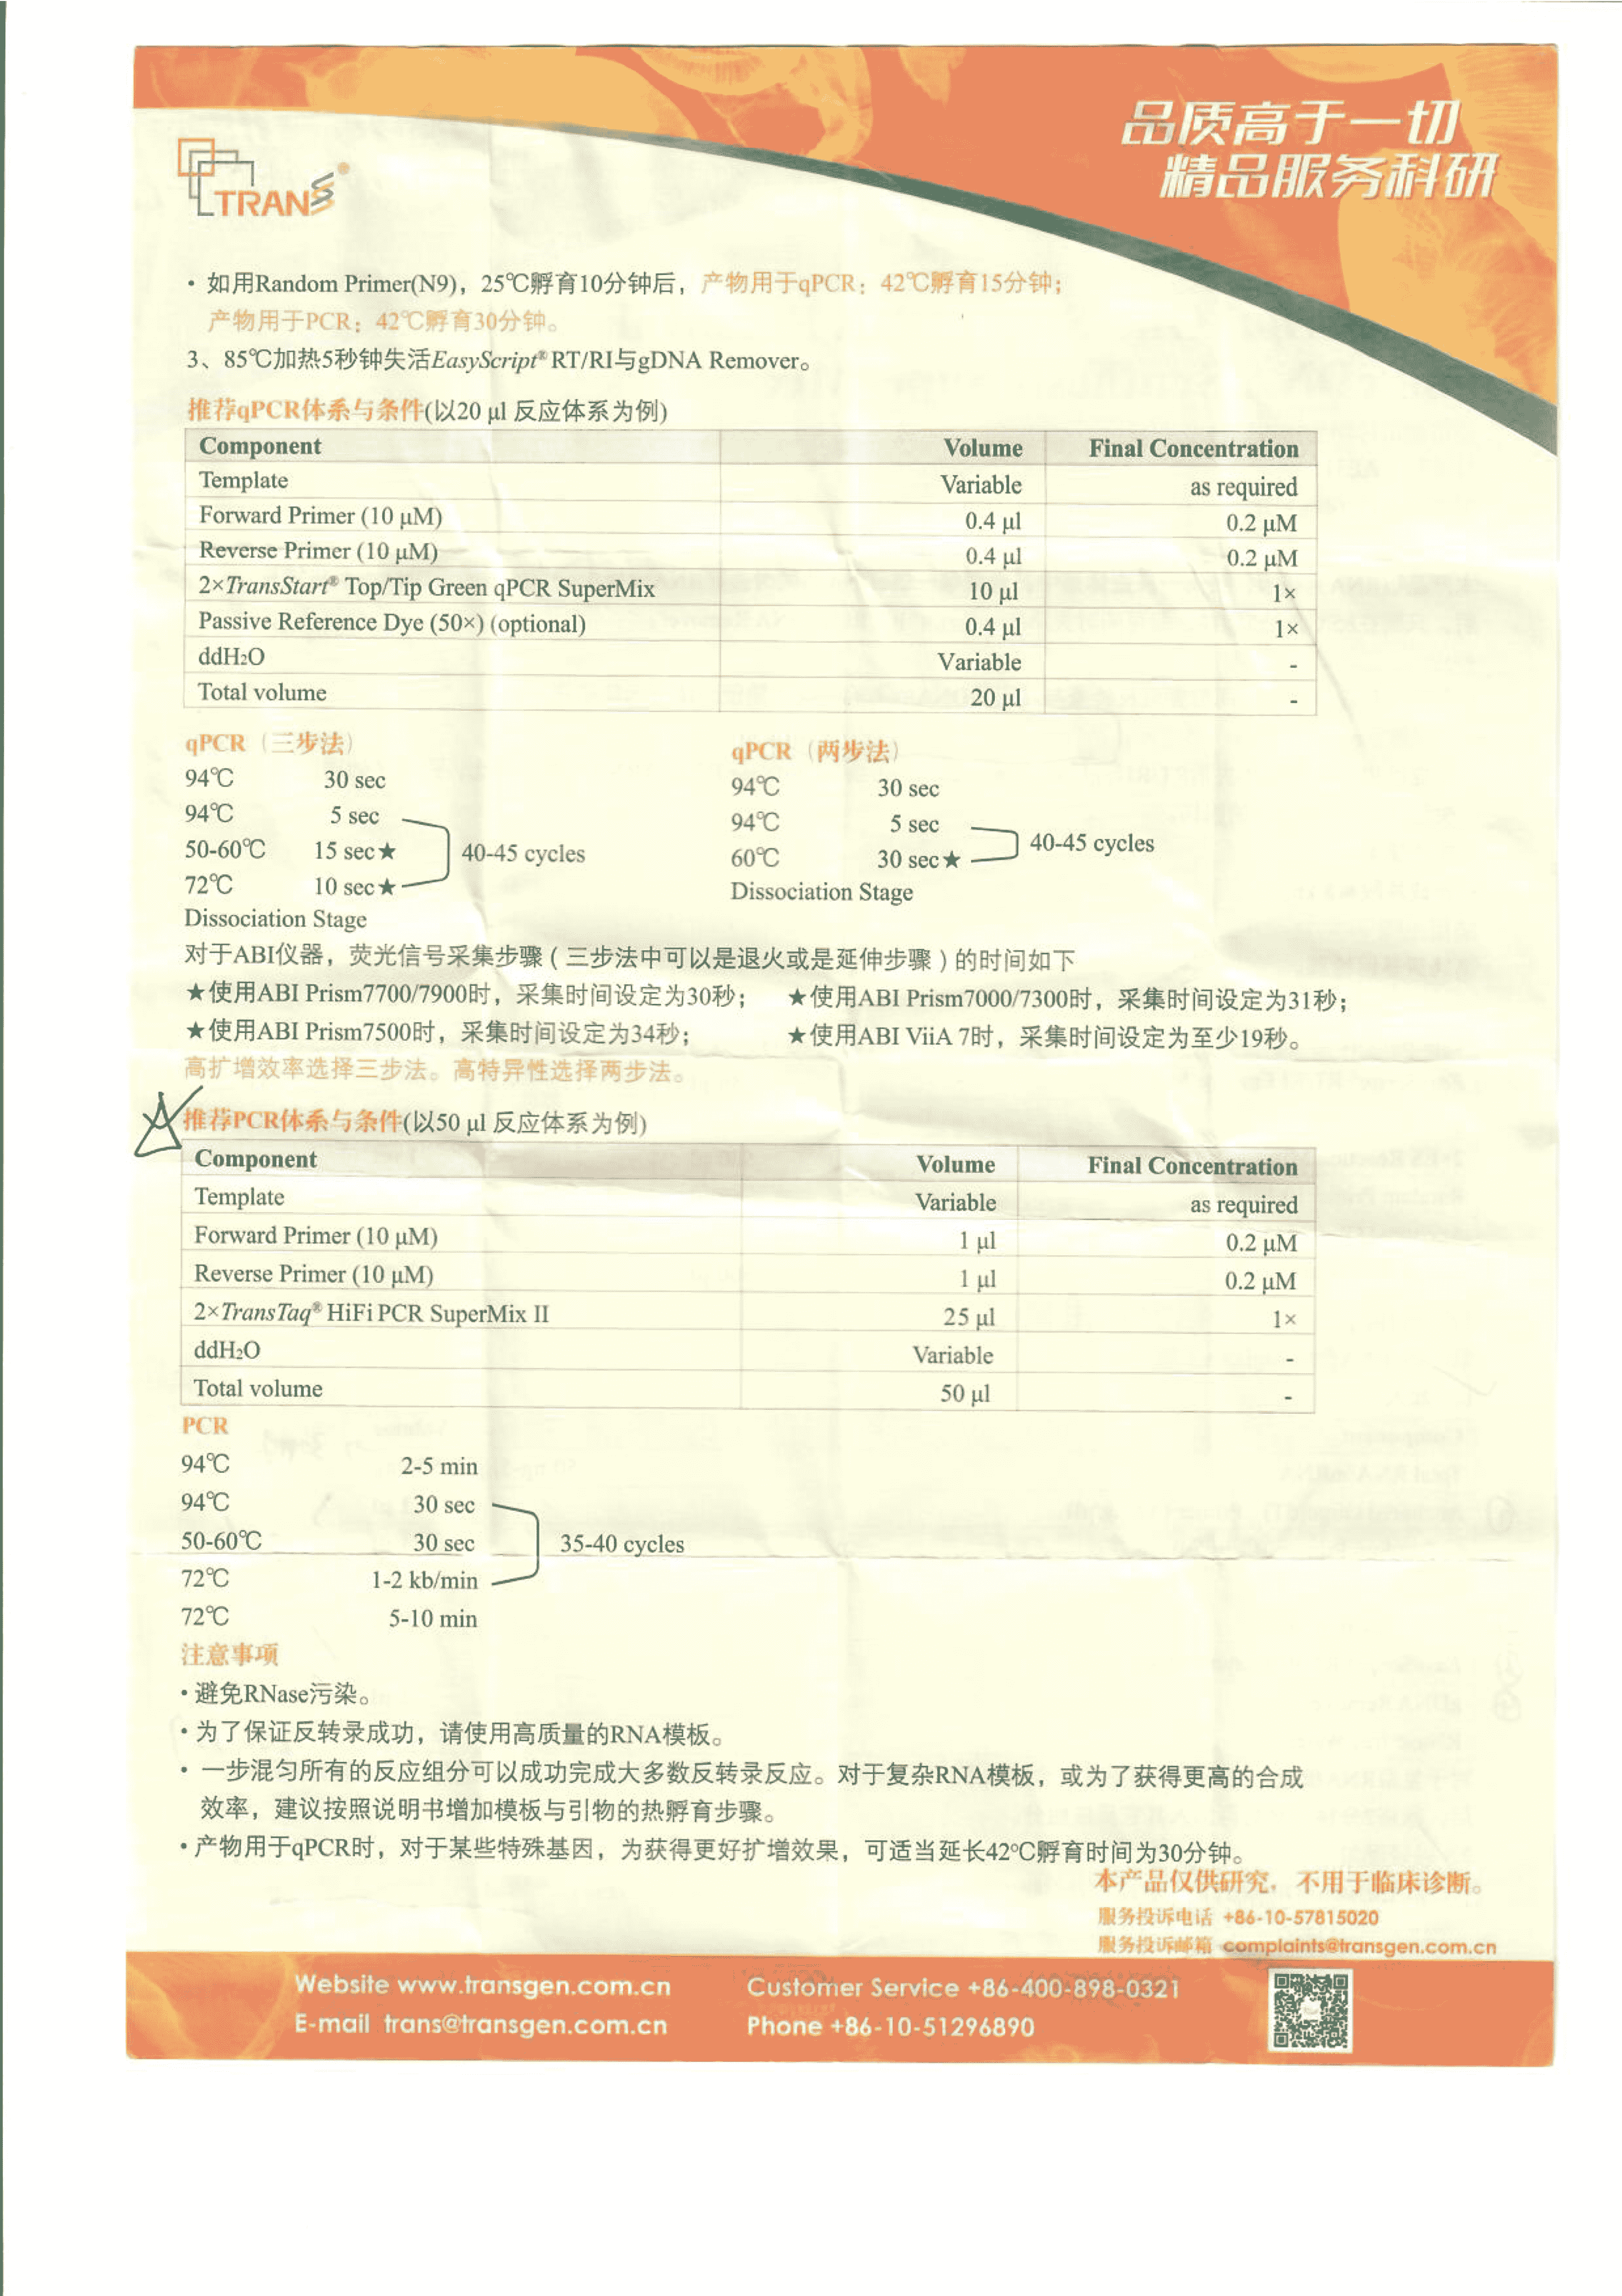 品质高于一切
精品服务科研
TRANS®
• 如用Random Primer(N9)，25℃孵育10分钟后，产物用于qPCR：42℃孵育15分钟；
产物用于PCR：42℃孵育30分钟。
3、85℃加热5秒钟失活EasyScript® RT/RI与gDNA Remover。
推荐qPCR体系与条件(以20 μl 反应体系为例)
Component Volume Final Concentration
Template Variable as required
Forward Primer (10 μM) 0.4 μl 0.2 μM
Reverse Primer (10 μM) 0.4 μl 0.2 μM
2×TransStart® Top/Tip Green qPCR SuperMix 10 μl 1×
Passive Reference Dye (50×) (optional) 0.4 μl 1×
ddH₂O Variable -
Total volume 20 μl -
qPCR（三步法）
94℃ 30 sec
94℃ 5 sec
50-60℃ 15 sec★ 40-45 cycles
72℃ 10 sec★
Dissociation Stage
qPCR（两步法）
94℃ 30 sec
94℃ 5 sec
60℃ 30 sec★ 40-45 cycles
Dissociation Stage
对于ABI仪器，荧光信号采集步骤（三步法中可以是退火或是延伸步骤）的时间如下
★使用ABI Prism7700/7900时，采集时间设定为30秒； ★使用ABI Prism7000/7300时，采集时间设定为31秒；
★使用ABI Prism7500时，采集时间设定为34秒； ★使用ABI ViiA 7时，采集时间设定为至少19秒。
高扩增效率选择三步法。高特异性选择两步法。
推荐PCR体系与条件(以50 μl 反应体系为例)
Component Volume Final Concentration
Template Variable as required
Forward Primer (10 μM) 1 μl 0.2 μM
Reverse Primer (10 μM) 1 μl 0.2 μM
2×TransTaq® HiFi PCR SuperMix II 25 μl 1×
ddH₂O Variable -
Total volume 50 μl -
PCR
94℃ 2-5 min
94℃ 30 sec
50-60℃ 30 sec 35-40 cycles
72℃ 1-2 kb/min
72℃ 5-10 min
注意事项
• 避免RNase污染。
• 为了保证反转录成功，请使用高质量的RNA模板。
• 一步混匀所有的反应组分可以成功完成大多数反转录反应。对于复杂RNA模板，或为了获得更高的合成
效率，建议按照说明书增加模板与引物的热孵育步骤。
• 产物用于qPCR时，对于某些特殊基因，为获得更好扩增效果，可适当延长42℃孵育时间为30分钟。
本产品仅供研究，不用于临床诊断。
服务投诉电话 +86-10-57815020
服务投诉邮箱 complaints@transgen.com.cn
Website www.transgen.com.cn Customer Service +86-400-898-0321
E-mail trans@transgen.com.cn Phone +86-10-51296890